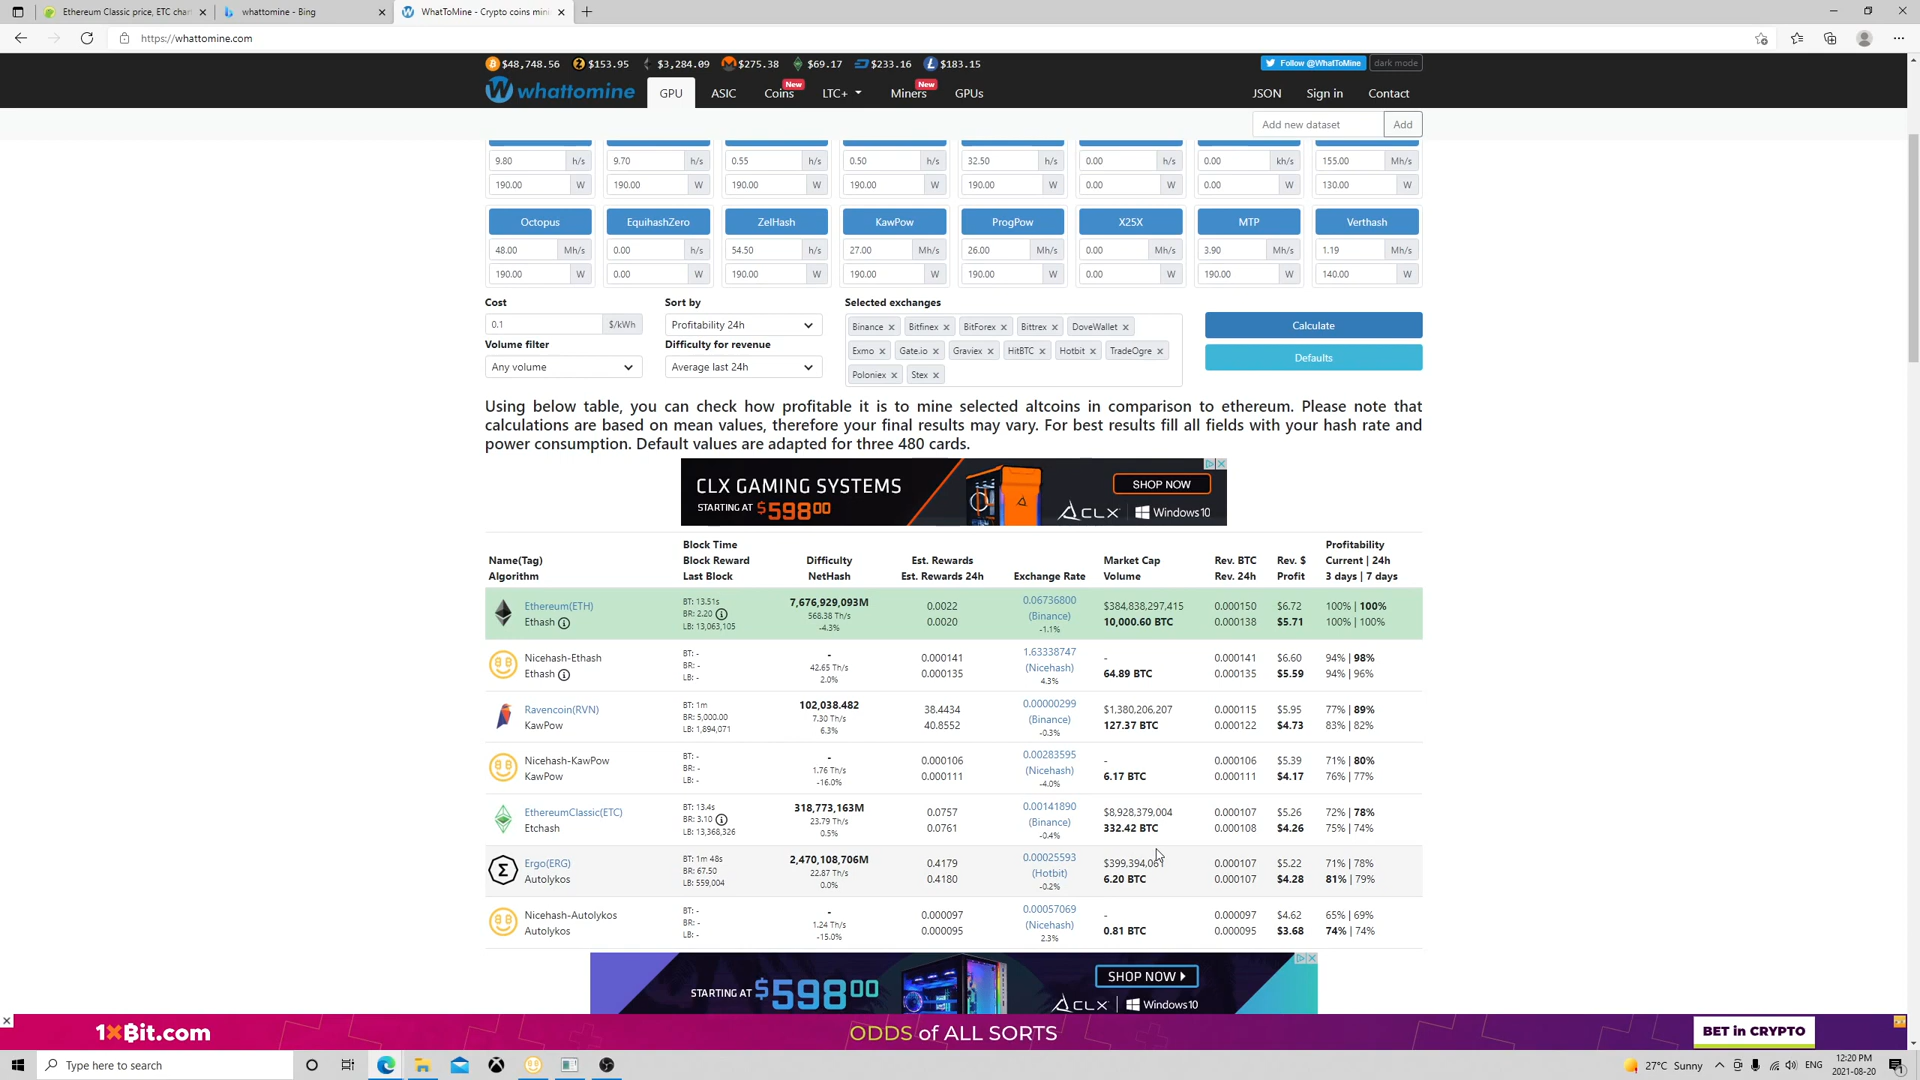 Ethereum Classic price, ETC char
whattomine - Bing
WhatToMine - Crypto coins mini
https://whattomine.com
$48,748.56 $153.95 $3,284.09 $275.38 $69.17 $233.16 $183.15
Follow @WhatToMine
dark mode
whattomine
GPU
ASIC
Coins
New
LTC+
Miners
New
GPUs
JSON
Sign in
Contact
Add new dataset
Add
9.80 h/s 9.70 h/s 0.55 h/s 0.50 h/s 32.50 h/s 0.00 h/s 0.00 kh/s 155.00 Mh/s
190.00 W 190.00 W 190.00 W 190.00 W 190.00 W 0.00 W 0.00 W 130.00 W
Octopus EquihashZero ZelHash KawPow ProgPow X25X MTP Verthash
48.00 Mh/s 0.00 h/s 54.50 h/s 27.00 Mh/s 26.00 Mh/s 0.00 Mh/s 3.90 Mh/s 1.19 Mh/s
190.00 W 0.00 W 190.00 W 190.00 W 190.00 W 0.00 W 190.00 W 140.00 W
Cost
0.1 $/kWh
Volume filter
Any volume
Sort by
Profitability 24h
Difficulty for revenue
Average last 24h
Selected exchanges
Binance × Bitfinex × BitForex × Bittrex × DoveWallet ×
Exmo × Gate.io × Graviex × HitBTC × Hotbit × TradeOgre ×
Poloniex × Stex ×
Calculate
Defaults
Using below table, you can check how profitable it is to mine selected altcoins in comparison to ethereum. Please note that
calculations are based on mean values, therefore your final results may vary. For best results fill all fields with your hash rate and
power consumption. Default values are adapted for three 480 cards.
CLX GAMING SYSTEMS
STARTING AT $59800
SHOP NOW
CLX
Windows10
Name(Tag)
Algorithm
Block Time
Block Reward
Last Block
Difficulty
NetHash
Est. Rewards
Est. Rewards 24h
Exchange Rate
Market Cap
Volume
Rev. BTC
Rev. 24h
Rev. $
Profit
Profitability
Current | 24h
3 days | 7 days
Ethereum(ETH)
Ethash
BT: 13.51s
BR: 2.20
LB: 13,063,105
7,676,929,093M
568.38 Th/s
-4.3%
0.0022
0.0020
0.06736800
(Binance)
-1.1%
$384,838,297,415
10,000.60 BTC
0.000150
0.000138
$6.72
$5.71
100% | 100%
100% | 100%
Nicehash-Ethash
Ethash
BT: -
BR: -
LB: -
-
42.65 Th/s
2.0%
0.000141
0.000135
1.63338747
(Nicehash)
4.3%
-
64.89 BTC
0.000141
0.000135
$6.60
$5.59
94% | 98%
94% | 96%
Ravencoin(RVN)
KawPow
BT: 1m
BR: 5,000.00
LB: 1,894,071
102,038.482
7.30 Th/s
6.3%
38.4434
40.8552
0.00000299
(Binance)
-0.3%
$1,380,206,207
127.37 BTC
0.000115
0.000122
$5.95
$4.73
77% | 89%
83% | 82%
Nicehash-KawPow
KawPow
BT: -
BR: -
LB: -
-
1.76 Th/s
-16.0%
0.000106
0.000111
0.00283595
(Nicehash)
-4.0%
-
6.17 BTC
0.000106
0.000111
$5.39
$4.17
71% | 80%
76% | 77%
EthereumClassic(ETC)
Etchash
BT: 13.4s
BR: 3.10
LB: 13,368,326
318,773,163M
23.79 Th/s
0.5%
0.0757
0.0761
0.00141890
(Binance)
-0.4%
$8,928,379,004
332.42 BTC
0.000107
0.000108
$5.26
$4.26
72% | 78%
75% | 74%
Ergo(ERG)
Autolykos
BT: 1m 48s
BR: 67.50
LB: 559,004
2,470,108,706M
22.87 Th/s
0.0%
0.4179
0.4180
0.00025593
(Hotbit)
-0.2%
$399,394,061
6.20 BTC
0.000107
0.000107
$5.22
$4.28
71% | 78%
81% | 79%
Nicehash-Autolykos
Autolykos
BT: -
BR: -
LB: -
-
1.24 Th/s
-15.0%
0.000097
0.000095
0.00057069
(Nicehash)
2.3%
-
0.81 BTC
0.000097
0.000095
$4.62
$3.68
65% | 69%
74% | 74%
STARTING AT $59800
SHOP NOW
CLX
Windows10
1XBit.com
ODDS of ALL SORTS
BET in CRYPTO
Type here to search
27°C Sunny
ENG
12:20 PM
2021-08-20